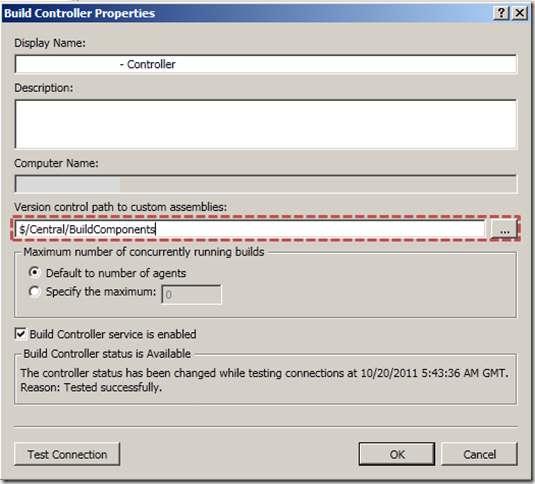 Build Controller Properties
Display Name:
- Controller
Description:
Computer Name:
Version control path to custom assemblies:
$/Central/BuildComponents
...
Maximum number of concurrently running builds
Default to number of agents
Specify the maximum: 0
Build Controller service is enabled
Build Controller status is Available
The controller status has been changed while testing connections at 10/20/2011 5:43:36 AM GMT.
Reason: Tested successfully.
Test Connection
OK
Cancel